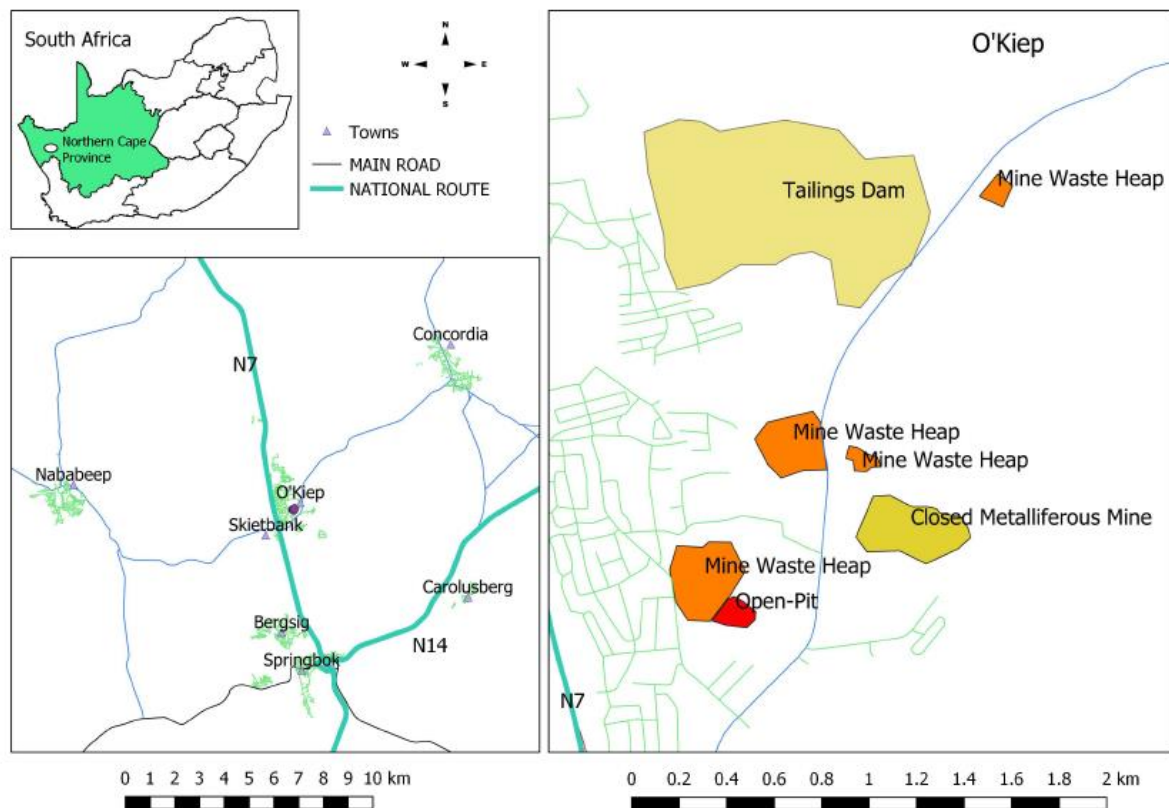 South Africa
Northern Cape
Province
N
W
E
S
Towns
MAIN ROAD
NATIONAL ROUTE
Concordia
N7
Nababeep
O'Kiep
Skietbank
Carolusberg
Bergsig
N14
Springbok
0 1 2 3 4 5 6 7 8 9 10 km
O'Kiep
Mine Waste Heap
Tailings Dam
Mine Waste Heap
Mine Waste Heap
Closed Metalliferous Mine
Mine Waste Heap
Open-Pit
N7
0 0.2 0.4 0.6 0.8 1 1.2 1.4 1.6 1.8 2 km